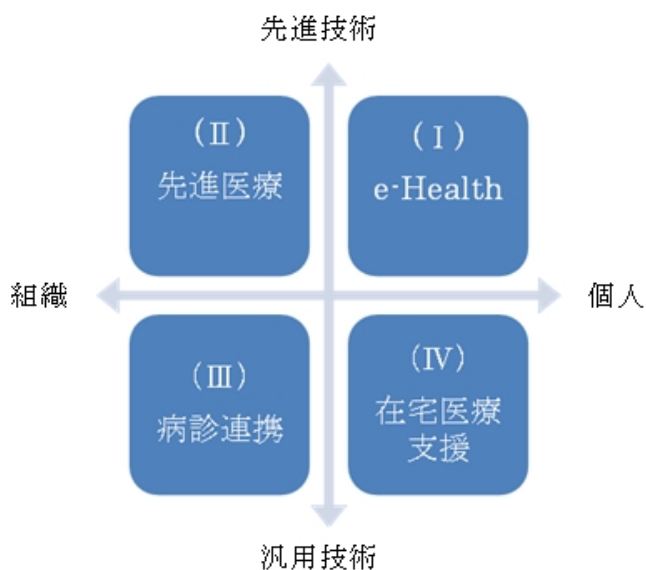 先進技術
(Ⅱ)
先進医療
(Ⅰ)
e-Health
組織
個人
(Ⅲ)
病診連携
(Ⅳ)
在宅医療
支援
汎用技術